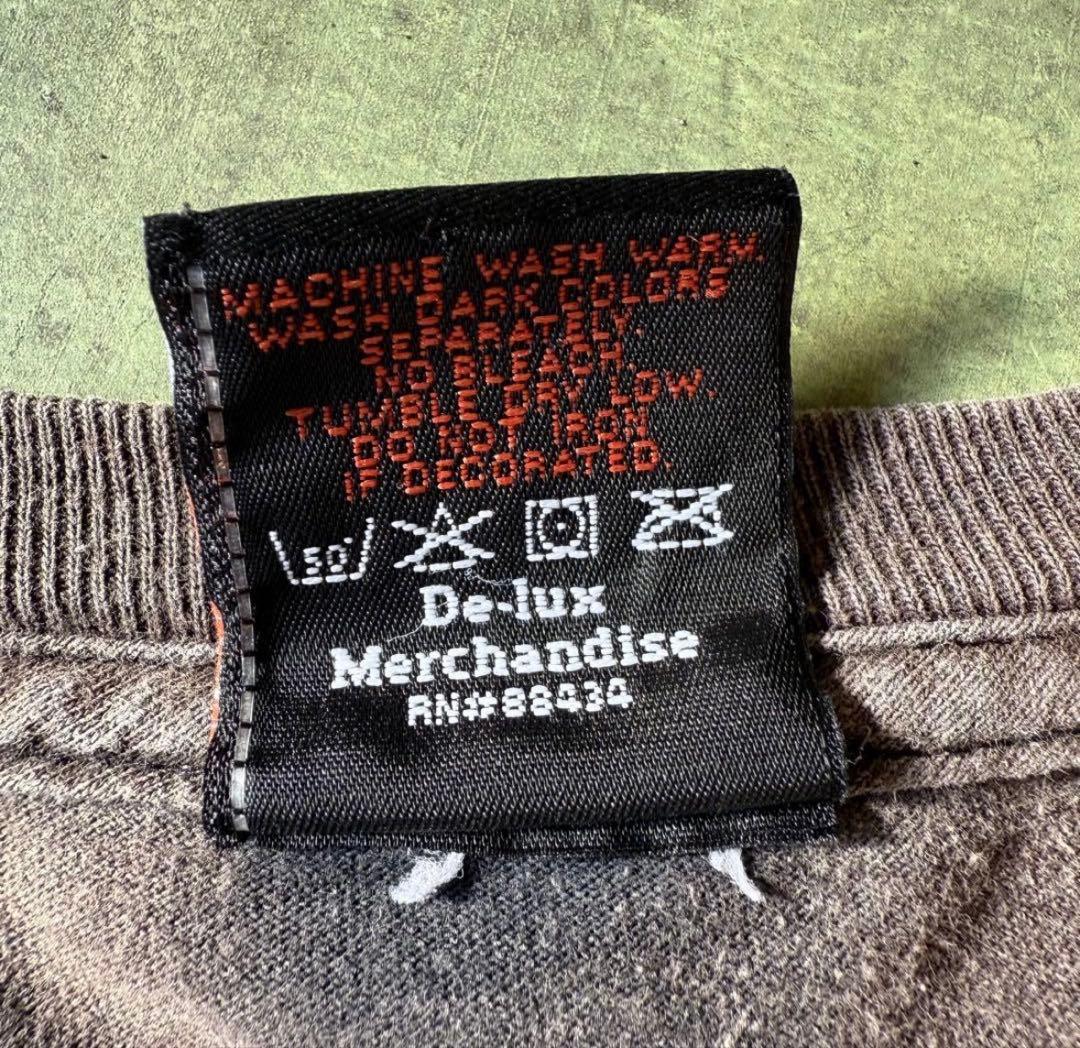 MACHINE WASH WARM.
WASH DARK COLORS
SEPARATELY.
NO BLEACH.
TUMBLE DRY LOW.
DO NOT IRON
IF DECORATED.
50°
De-lux
Merchandise
RN#88434